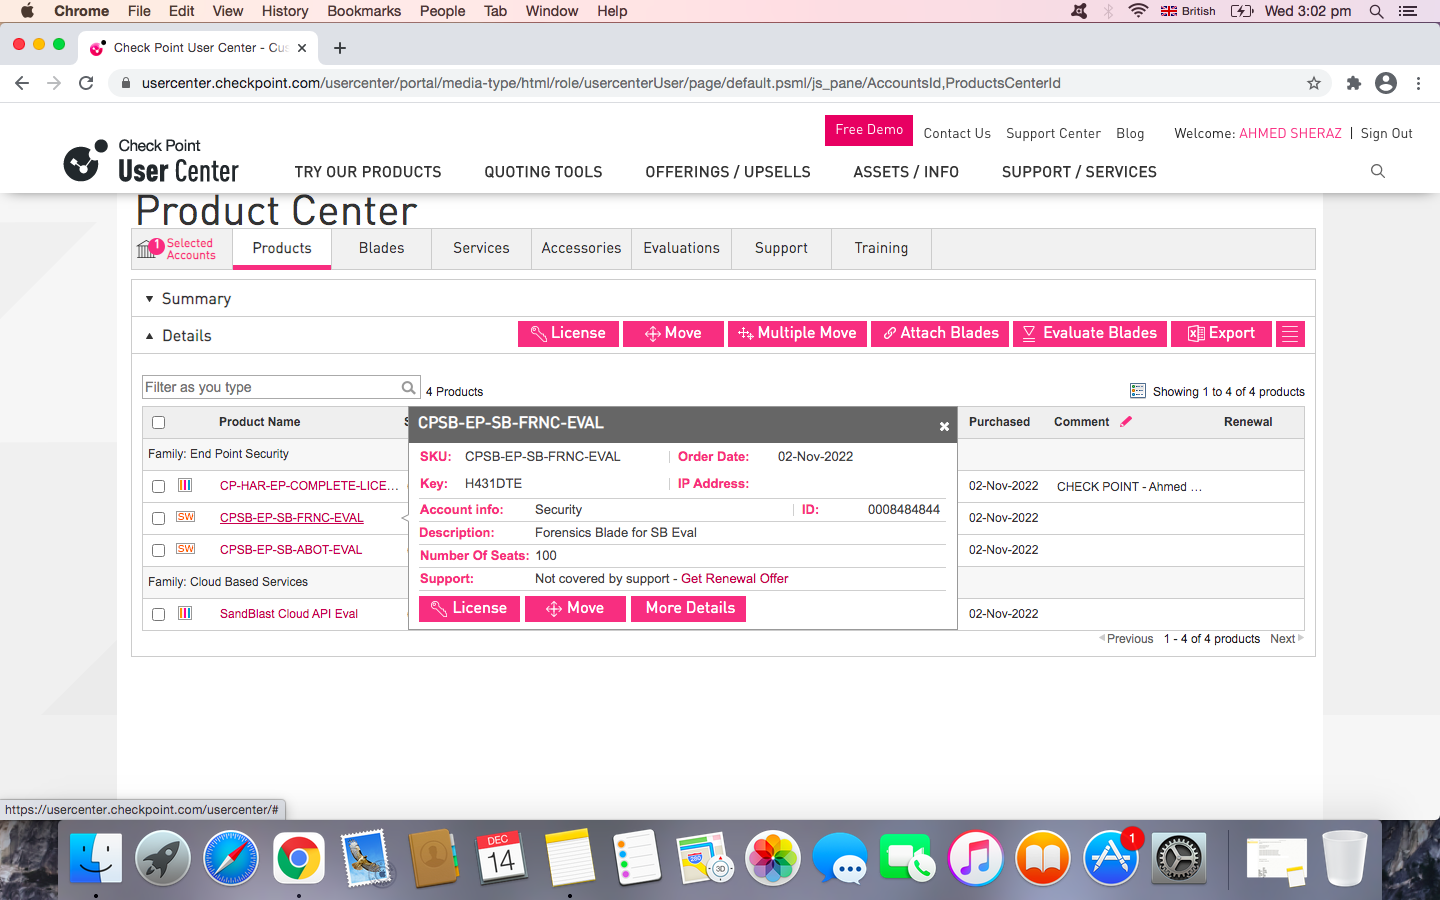 Chrome File Edit View History Bookmarks People Tab Window Help British Wed 3:02 pm
Check Point User Center - Cus
usercenter.checkpoint.com/usercenter/portal/media-type/html/role/usercenterUser/page/default.psml/js_pane/AccountsId,ProductsCenterId
Free Demo Contact Us Support Center Blog Welcome: AHMED SHERAZ | Sign Out
Check Point
User Center
TRY OUR PRODUCTS QUOTING TOOLS OFFERINGS / UPSELLS ASSETS / INFO SUPPORT / SERVICES
Product Center
1 Selected Accounts Products Blades Services Accessories Evaluations Support Training
Summary
Details License Move Multiple Move Attach Blades Evaluate Blades Export
Filter as you type 4 Products Showing 1 to 4 of 4 products
Product Name S Purchased Comment Renewal
Family: End Point Security
CP-HAR-EP-COMPLETE-LICE... 02-Nov-2022 CHECK POINT - Ahmed ...
SW CPSB-EP-SB-FRNC-EVAL 02-Nov-2022
SW CPSB-EP-SB-ABOT-EVAL 02-Nov-2022
Family: Cloud Based Services
SandBlast Cloud API Eval 02-Nov-2022
CPSB-EP-SB-FRNC-EVAL
SKU: CPSB-EP-SB-FRNC-EVAL Order Date: 02-Nov-2022
Key: H431DTE IP Address:
Account info: Security ID: 0008484844
Description: Forensics Blade for SB Eval
Number Of Seats: 100
Support: Not covered by support - Get Renewal Offer
License Move More Details
Previous 1 - 4 of 4 products Next
https://usercenter.checkpoint.com/usercenter/#
DEC
14
280
3D
1